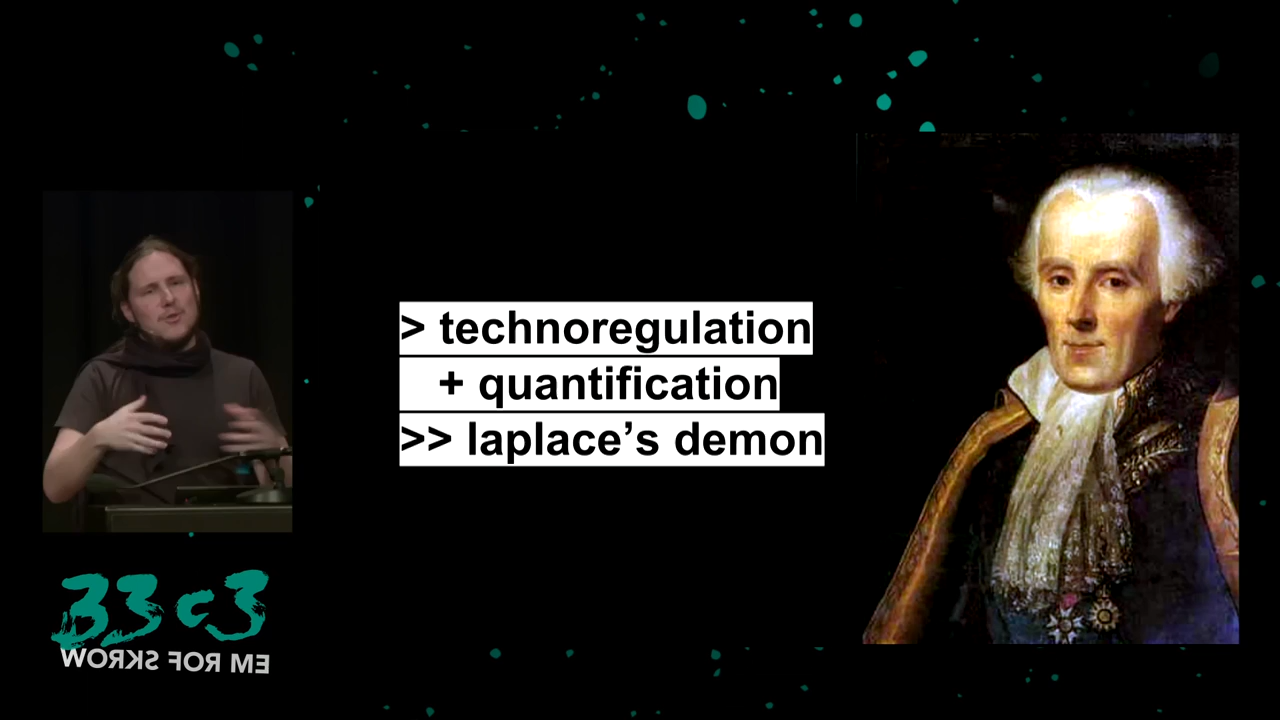 > technoregulation
+ quantification
>> laplace’s demon
33c3
WORKS FOR ME